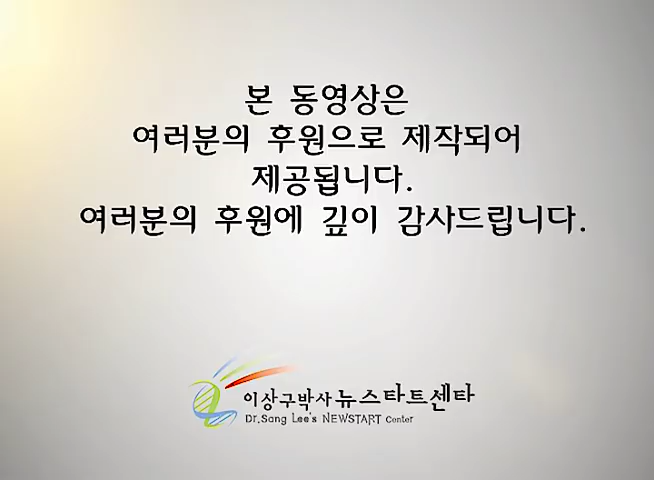 본 동영상은
여러분의 후원으로 제작되어
제공됩니다.
여러분의 후원에 깊이 감사드립니다.
이상구박사 뉴스타트센타
Dr.Sang Lee's NEWSTART Center